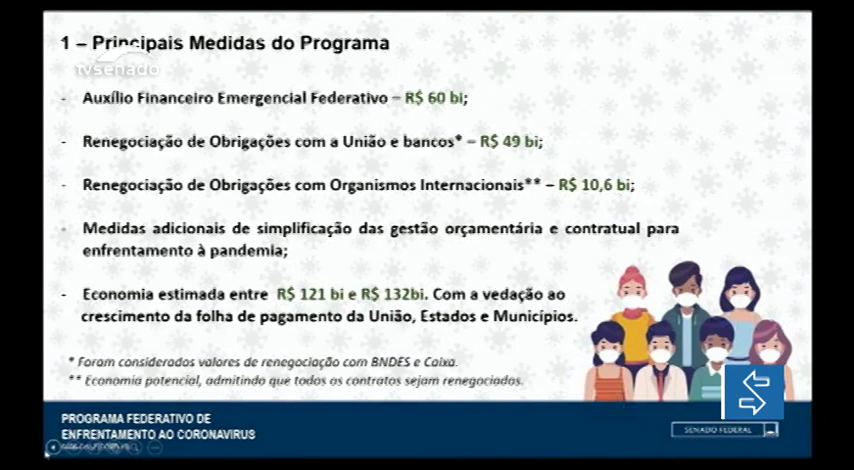 1 – Principais Medidas do Programa
tvsenado
- Auxílio Financeiro Emergencial Federativo – R$ 60 bi;
- Renegociação de Obrigações com a União e bancos* – R$ 49 bi;
- Renegociação de Obrigações com Organismos Internacionais** – R$ 10,6 bi;
- Medidas adicionais de simplificação das gestão orçamentária e contratual para
enfrentamento à pandemia;
- Economia estimada entre R$ 121 bi e R$ 132bi. Com a vedação ao
crescimento da folha de pagamento da União, Estados e Municípios.
* Foram considerados valores de renegociação com BNDES e Caixa.
** Economia potencial, admitindo que todos os contratos sejam renegociados.
PROGRAMA FEDERATIVO DE
ENFRENTAMENTO AO CORONAVIRUS
SENADO FEDERAL